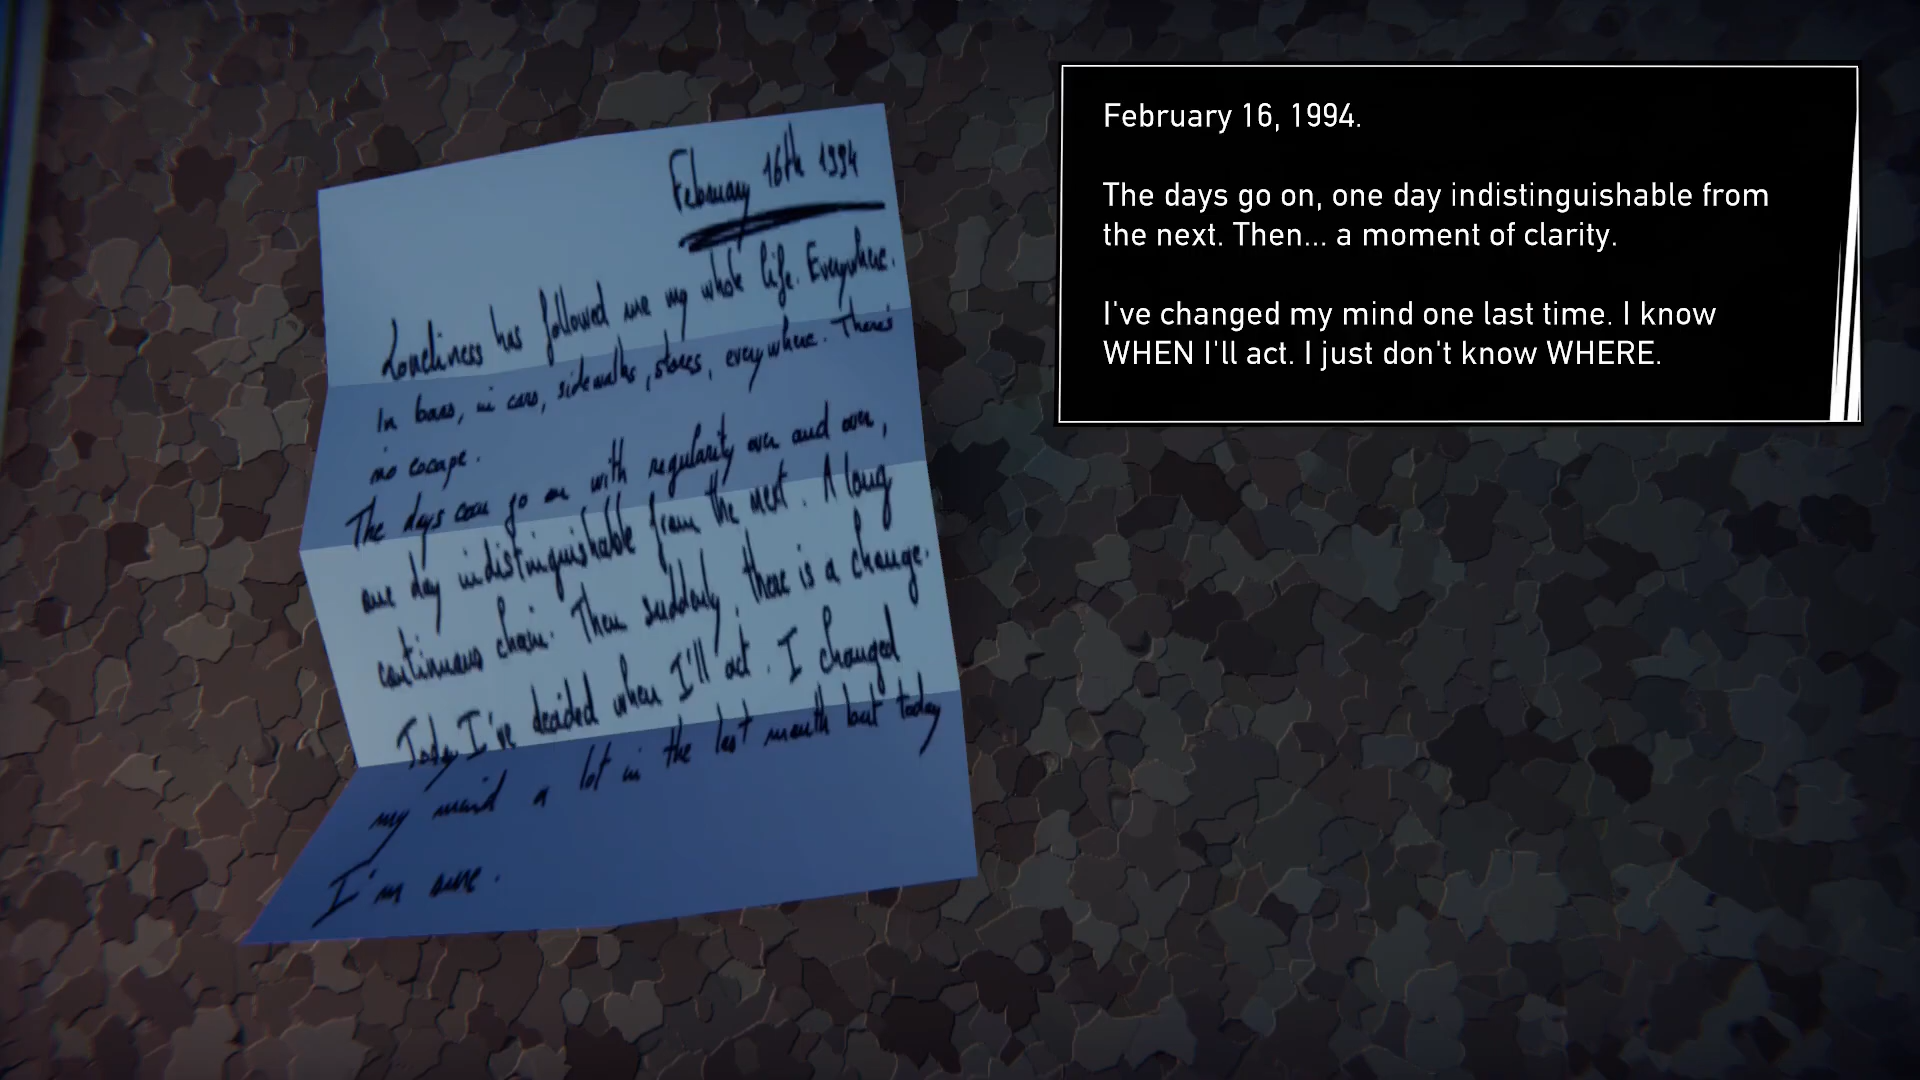 February 16th 1994
Loneliness has followed me my whole life. Everywhere.
In bars, in cars, sidewalks, stores, everywhere. There's
no escape.
The days can go on with regularity over and over,
one day indistinguishable from the next. A long
continuous chain. Then suddenly, there is a change.
Today I've decided when I'll act. I changed
my mind a lot in the last month but today
I'm sure.
February 16, 1994.
The days go on, one day indistinguishable from
the next. Then... a moment of clarity.
I've changed my mind one last time. I know
WHEN I'll act. I just don't know WHERE.